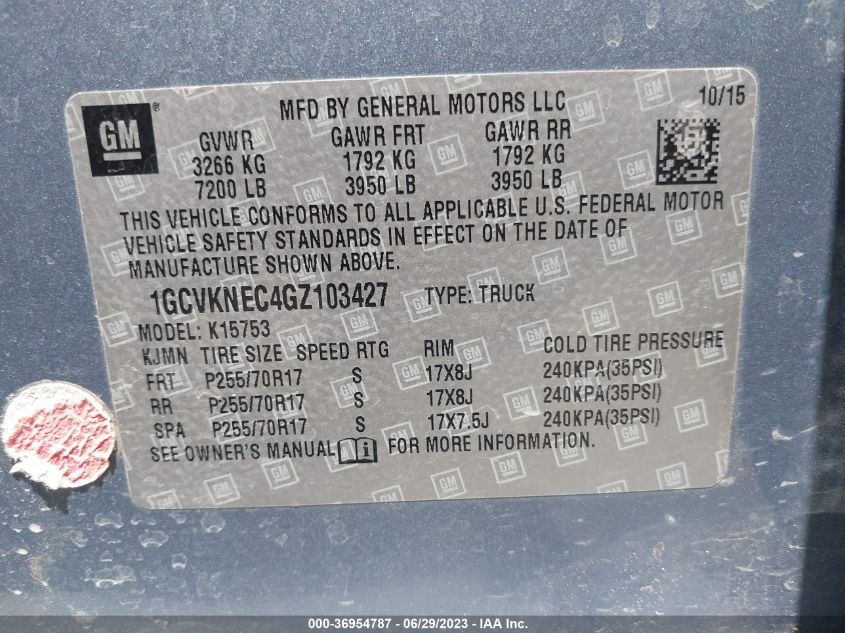 GM
®
MFD BY GENERAL MOTORS LLC 10/15
GVWR GAWR FRT GAWR RR
3266 KG 1792 KG 1792 KG
7200 LB 3950 LB 3950 LB
THIS VEHICLE CONFORMS TO ALL APPLICABLE U.S. FEDERAL MOTOR
VEHICLE SAFETY STANDARDS IN EFFECT ON THE DATE OF
MANUFACTURE SHOWN ABOVE.
1GCVKNEC4GZ103427 TYPE: TRUCK
MODEL: K15753
KJMN TIRE SIZE SPEED RTG RIM COLD TIRE PRESSURE
FRT P255/70R17 S 17X8J 240KPA(35PSI)
RR P255/70R17 S 17X8J 240KPA(35PSI)
SPA P255/70R17 S 17X7.5J 240KPA(35PSI)
SEE OWNER'S MANUAL i FOR MORE INFORMATION.
000-36954787 - 06/29/2023 - IAA Inc.